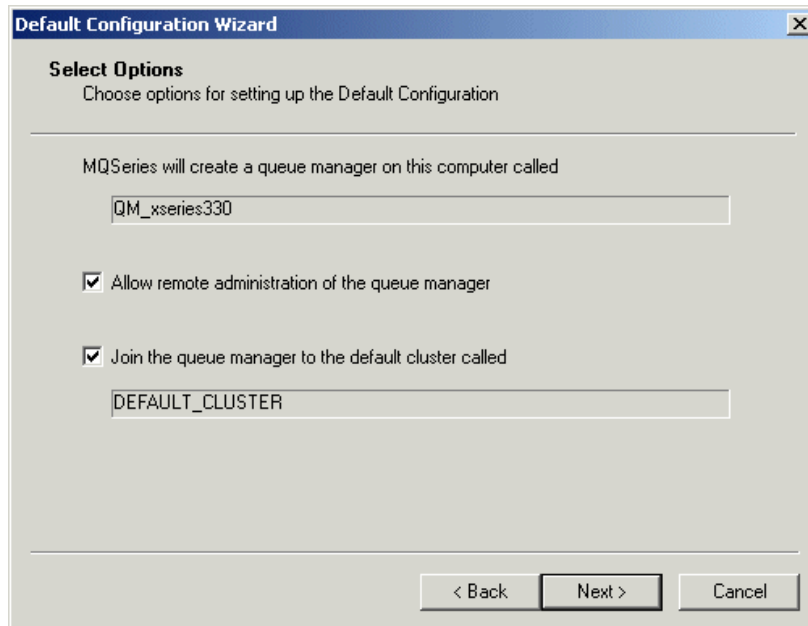 Default Configuration Wizard
Select Options
Choose options for setting up the Default Configuration
MQSeries will create a queue manager on this computer called
QM_xseries330
Allow remote administration of the queue manager
Join the queue manager to the default cluster called
DEFAULT_CLUSTER
< Back Next > Cancel